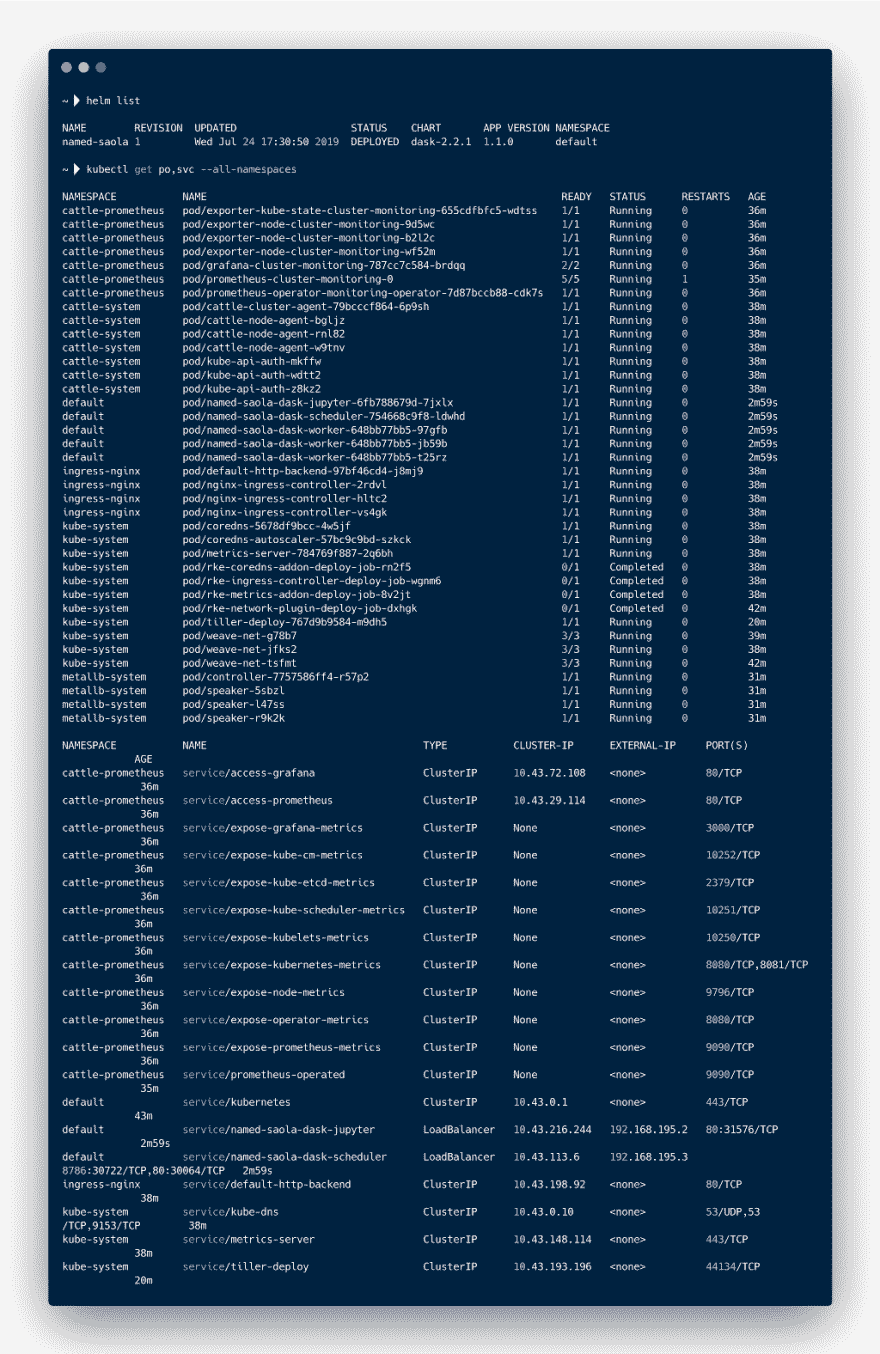 ~ ❯ helm list
NAME        REVISION  UPDATED                   STATUS    CHART       APP VERSION NAMESPACE
named-saola 1         Wed Jul 24 17:30:50 2019  DEPLOYED  dask-2.2.1  1.1.0       default
~ ❯ kubectl get po,svc --all-namespaces
NAMESPACE           NAME                                                           READY   STATUS      RESTARTS   AGE
cattle-prometheus   pod/exporter-kube-state-cluster-monitoring-655cdfbfc5-wdtss    1/1     Running     0          36m
cattle-prometheus   pod/exporter-node-cluster-monitoring-9d5wc                     1/1     Running     0          36m
cattle-prometheus   pod/exporter-node-cluster-monitoring-b2l2c                     1/1     Running     0          36m
cattle-prometheus   pod/exporter-node-cluster-monitoring-wf52m                     1/1     Running     0          36m
cattle-prometheus   pod/grafana-cluster-monitoring-787cc7c584-brdqq                2/2     Running     0          36m
cattle-prometheus   pod/prometheus-cluster-monitoring-0                            5/5     Running     1          35m
cattle-prometheus   pod/prometheus-operator-monitoring-operator-7d87bccb88-cdk7s   1/1     Running     0          36m
cattle-system       pod/cattle-cluster-agent-79bcccf864-6p9sh                      1/1     Running     0          38m
cattle-system       pod/cattle-node-agent-bgljz                                    1/1     Running     0          38m
cattle-system       pod/cattle-node-agent-rnl82                                    1/1     Running     0          38m
cattle-system       pod/cattle-node-agent-w9tnv                                    1/1     Running     0          38m
cattle-system       pod/kube-api-auth-mkffw                                        1/1     Running     0          38m
cattle-system       pod/kube-api-auth-wdtt2                                        1/1     Running     0          38m
cattle-system       pod/kube-api-auth-z8kz2                                        1/1     Running     0          38m
default             pod/named-saola-dask-jupyter-6fb788679d-7jxlx                  1/1     Running     0          2m59s
default             pod/named-saola-dask-scheduler-754668c9f8-ldwhd                1/1     Running     0          2m59s
default             pod/named-saola-dask-worker-648bb77bb5-97gfb                   1/1     Running     0          2m59s
default             pod/named-saola-dask-worker-648bb77bb5-jb59b                   1/1     Running     0          2m59s
default             pod/named-saola-dask-worker-648bb77bb5-t25rz                   1/1     Running     0          2m59s
ingress-nginx       pod/default-http-backend-97bf46cd4-j8mj9                       1/1     Running     0          38m
ingress-nginx       pod/nginx-ingress-controller-2rdvl                             1/1     Running     0          38m
ingress-nginx       pod/nginx-ingress-controller-hltc2                             1/1     Running     0          38m
ingress-nginx       pod/nginx-ingress-controller-vs4gk                             1/1     Running     0          38m
kube-system         pod/coredns-5678df9bcc-4w5jf                                   1/1     Running     0          38m
kube-system         pod/coredns-autoscaler-57bc9c9bd-szkck                         1/1     Running     0          38m
kube-system         pod/metrics-server-784769f887-2q6bh                            1/1     Running     0          38m
kube-system         pod/rke-coredns-addon-deploy-job-rn2f5                         0/1     Completed   0          38m
kube-system         pod/rke-ingress-controller-deploy-job-wgnm6                    0/1     Completed   0          38m
kube-system         pod/rke-metrics-addon-deploy-job-8v2jt                         0/1     Completed   0          38m
kube-system         pod/rke-network-plugin-deploy-job-dxhgk                        0/1     Completed   0          42m
kube-system         pod/tiller-deploy-767d9b9584-m9dh5                             1/1     Running     0          20m
kube-system         pod/weave-net-g78b7                                            3/3     Running     0          39m
kube-system         pod/weave-net-jfks2                                            3/3     Running     0          38m
kube-system         pod/weave-net-tsfmt                                            3/3     Running     0          42m
metallb-system      pod/controller-7757586ff4-r57p2                                1/1     Running     0          31m
metallb-system      pod/speaker-5sbzl                                              1/1     Running     0          31m
metallb-system      pod/speaker-l47ss                                              1/1     Running     0          31m
metallb-system      pod/speaker-r9k2k                                              1/1     Running     0          31m
NAMESPACE           NAME                                    TYPE           CLUSTER-IP      EXTERNAL-IP     PORT(S)
            AGE
cattle-prometheus   service/access-grafana                  ClusterIP      10.43.72.108    <none>          80/TCP
             36m
cattle-prometheus   service/access-prometheus               ClusterIP      10.43.29.114    <none>          80/TCP
             36m
cattle-prometheus   service/expose-grafana-metrics          ClusterIP      None            <none>          3000/TCP
             36m
cattle-prometheus   service/expose-kube-cm-metrics          ClusterIP      None            <none>          10252/TCP
            36m
cattle-prometheus   service/expose-kube-etcd-metrics        ClusterIP      None            <none>          2379/TCP
             36m
cattle-prometheus   service/expose-kube-scheduler-metrics   ClusterIP      None            <none>          10251/TCP
            36m
cattle-prometheus   service/expose-kubelets-metrics         ClusterIP      None            <none>          10250/TCP
            36m
cattle-prometheus   service/expose-kubernetes-metrics       ClusterIP      None            <none>          8080/TCP,8081/TCP
            36m
cattle-prometheus   service/expose-node-metrics             ClusterIP      None            <none>          9796/TCP
             36m
cattle-prometheus   service/expose-operator-metrics         ClusterIP      None            <none>          8080/TCP
             36m
cattle-prometheus   service/expose-prometheus-metrics       ClusterIP      None            <none>          9090/TCP
             36m
cattle-prometheus   service/prometheus-operated             ClusterIP      None            <none>          9090/TCP
             35m
default             service/kubernetes                      ClusterIP      10.43.0.1       <none>          443/TCP
            43m
default             service/named-saola-dask-jupyter        LoadBalancer   10.43.216.244   192.168.195.2   80:31576/TCP
             2m59s
default             service/named-saola-dask-scheduler      LoadBalancer   10.43.113.6     192.168.195.3
8786:30722/TCP,80:30064/TCP   2m59s
ingress-nginx       service/default-http-backend            ClusterIP      10.43.198.92    <none>          80/TCP
             38m
kube-system         service/kube-dns                        ClusterIP      10.43.0.10      <none>          53/UDP,53
/TCP,9153/TCP        38m
kube-system         service/metrics-server                  ClusterIP      10.43.148.114   <none>          443/TCP
            38m
kube-system         service/tiller-deploy                   ClusterIP      10.43.193.196   <none>          44134/TCP
            20m